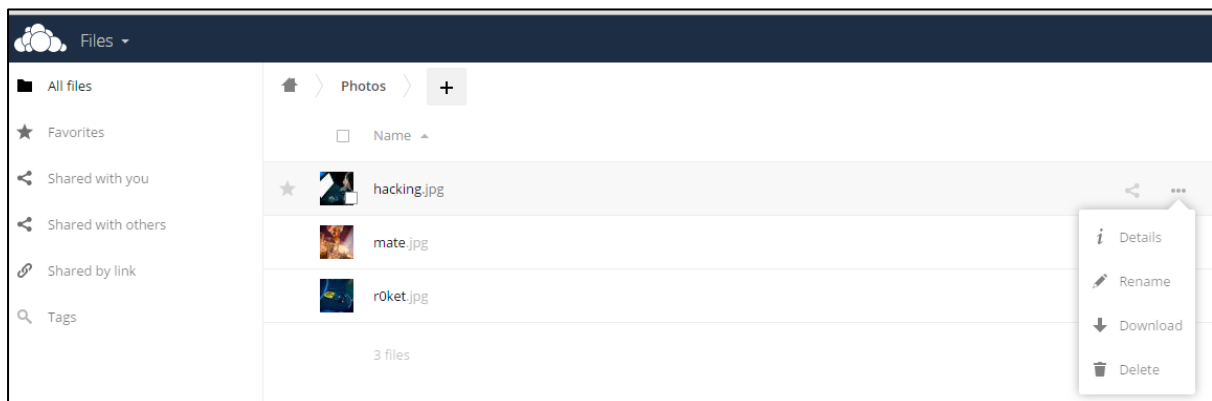 Files
All files
Favorites
Shared with you
Shared with others
Shared by link
Tags
Photos
+
Name
hacking.jpg
mate.jpg
r0ket.jpg
3 files
Details
Rename
Download
Delete